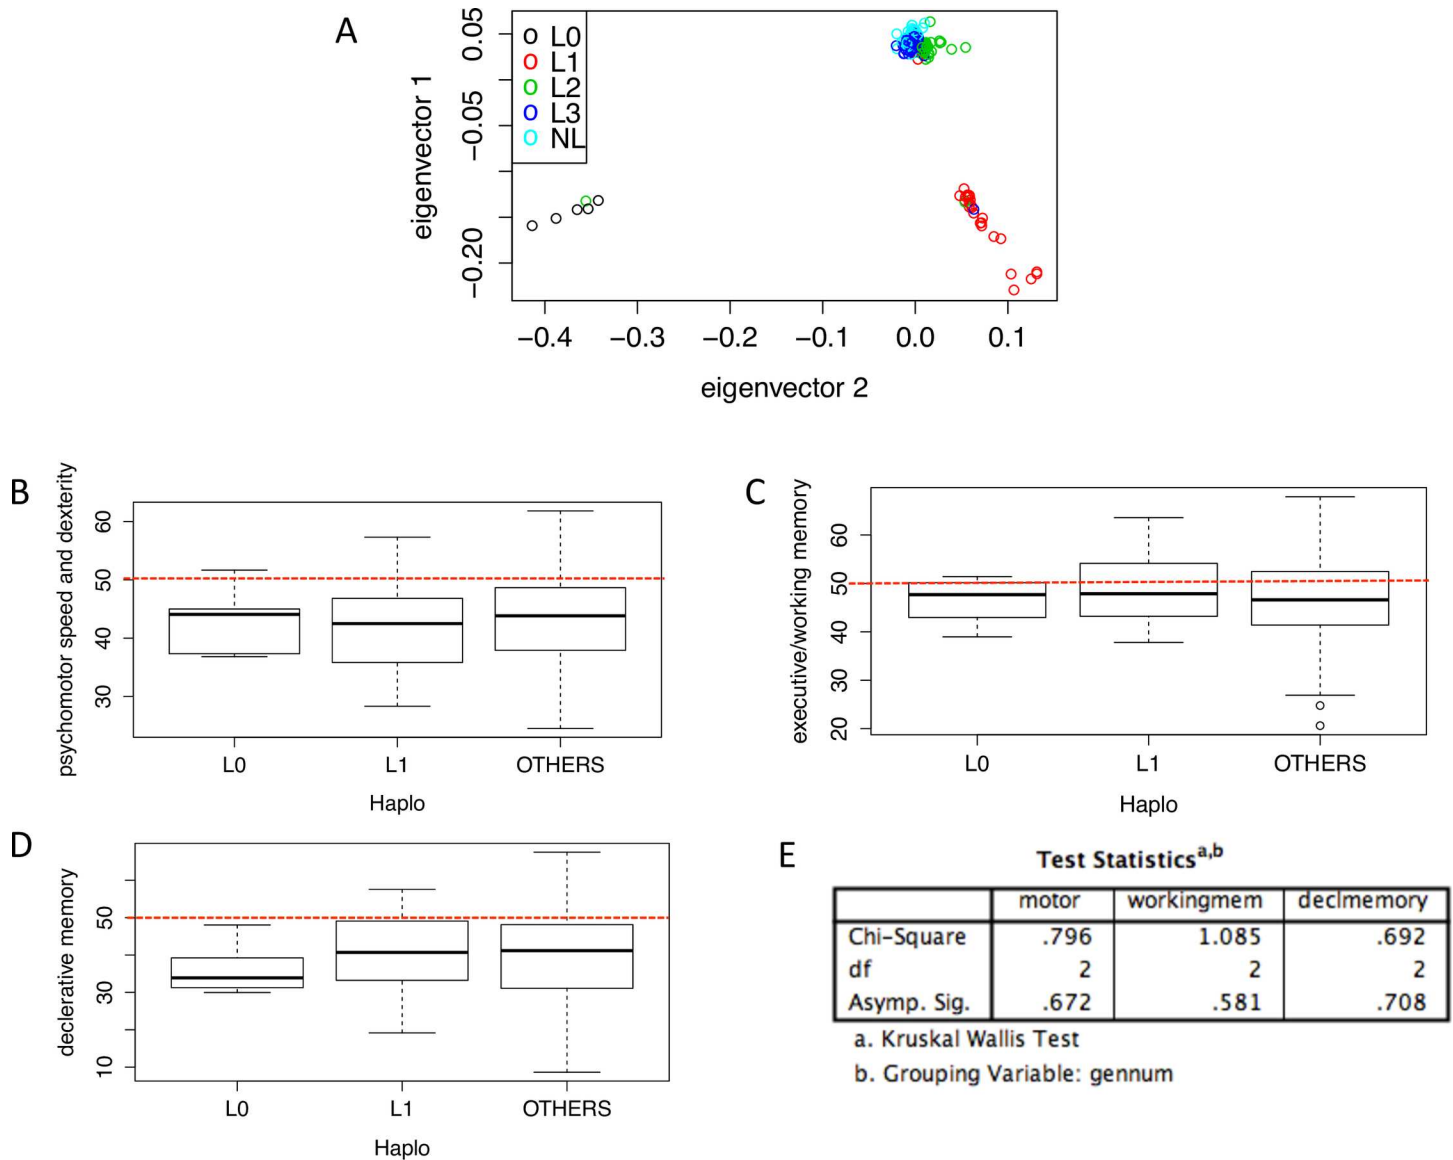 A
L0
L1
L2
L3
NL
eigenvector 1
0.05
−0.05
−0.20
−0.4 −0.3 −0.2 −0.1 0.0 0.1
eigenvector 2
B
psychomotor speed and dexterity
60
50
40
30
L0 L1 OTHERS
Haplo
C
executive/working memory
60
50
40
30
20
L0 L1 OTHERS
Haplo
D
declerative memory
50
30
10
L0 L1 OTHERS
Haplo
E
Test Statistics a,b
motor workingmem declmemory
Chi-Square .796 1.085 .692
df 2 2 2
Asymp. Sig. .672 .581 .708
a. Kruskal Wallis Test
b. Grouping Variable: gennum